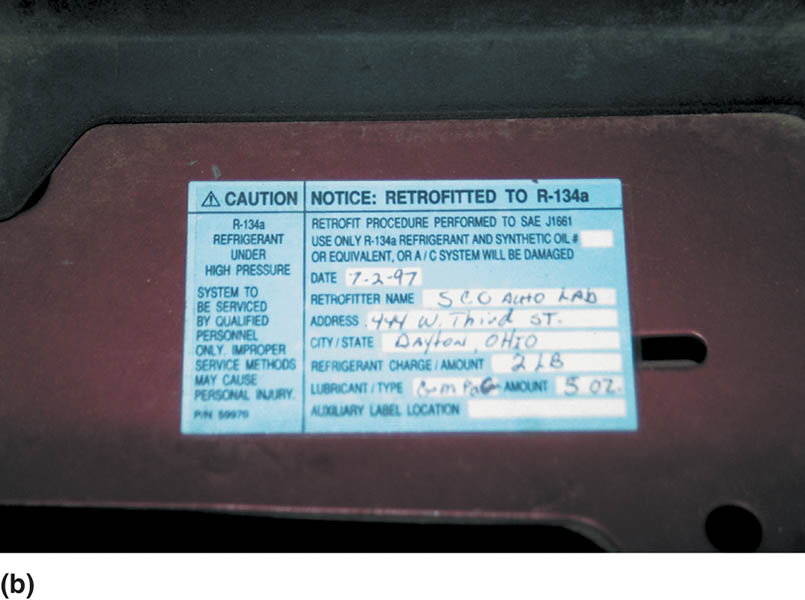 CAUTION
R-134a
REFRIGERANT
UNDER
HIGH PRESSURE
SYSTEM TO
BE SERVICED
BY QUALIFIED
PERSONNEL
ONLY. IMPROPER
SERVICE METHODS
MAY CAUSE
PERSONAL INJURY.
P/N 59970
NOTICE: RETROFITTED TO R-134a
RETROFIT PROCEDURE PERFORMED TO SAE J1661
USE ONLY R-134a REFRIGERANT AND SYNTHETIC OIL #
OR EQUIVALENT, OR A/C SYSTEM WILL BE DAMAGED
DATE 7-2-97
RETROFITTER NAME SCC AUTO LAB
ADDRESS 444 W. Third ST.
CITY/STATE DAYTON, OHIO
REFRIGERANT CHARGE/AMOUNT 2 LB
LUBRICANT/TYPE AMOUNT 5 OZ.
AUXILIARY LABEL LOCATION
(b)